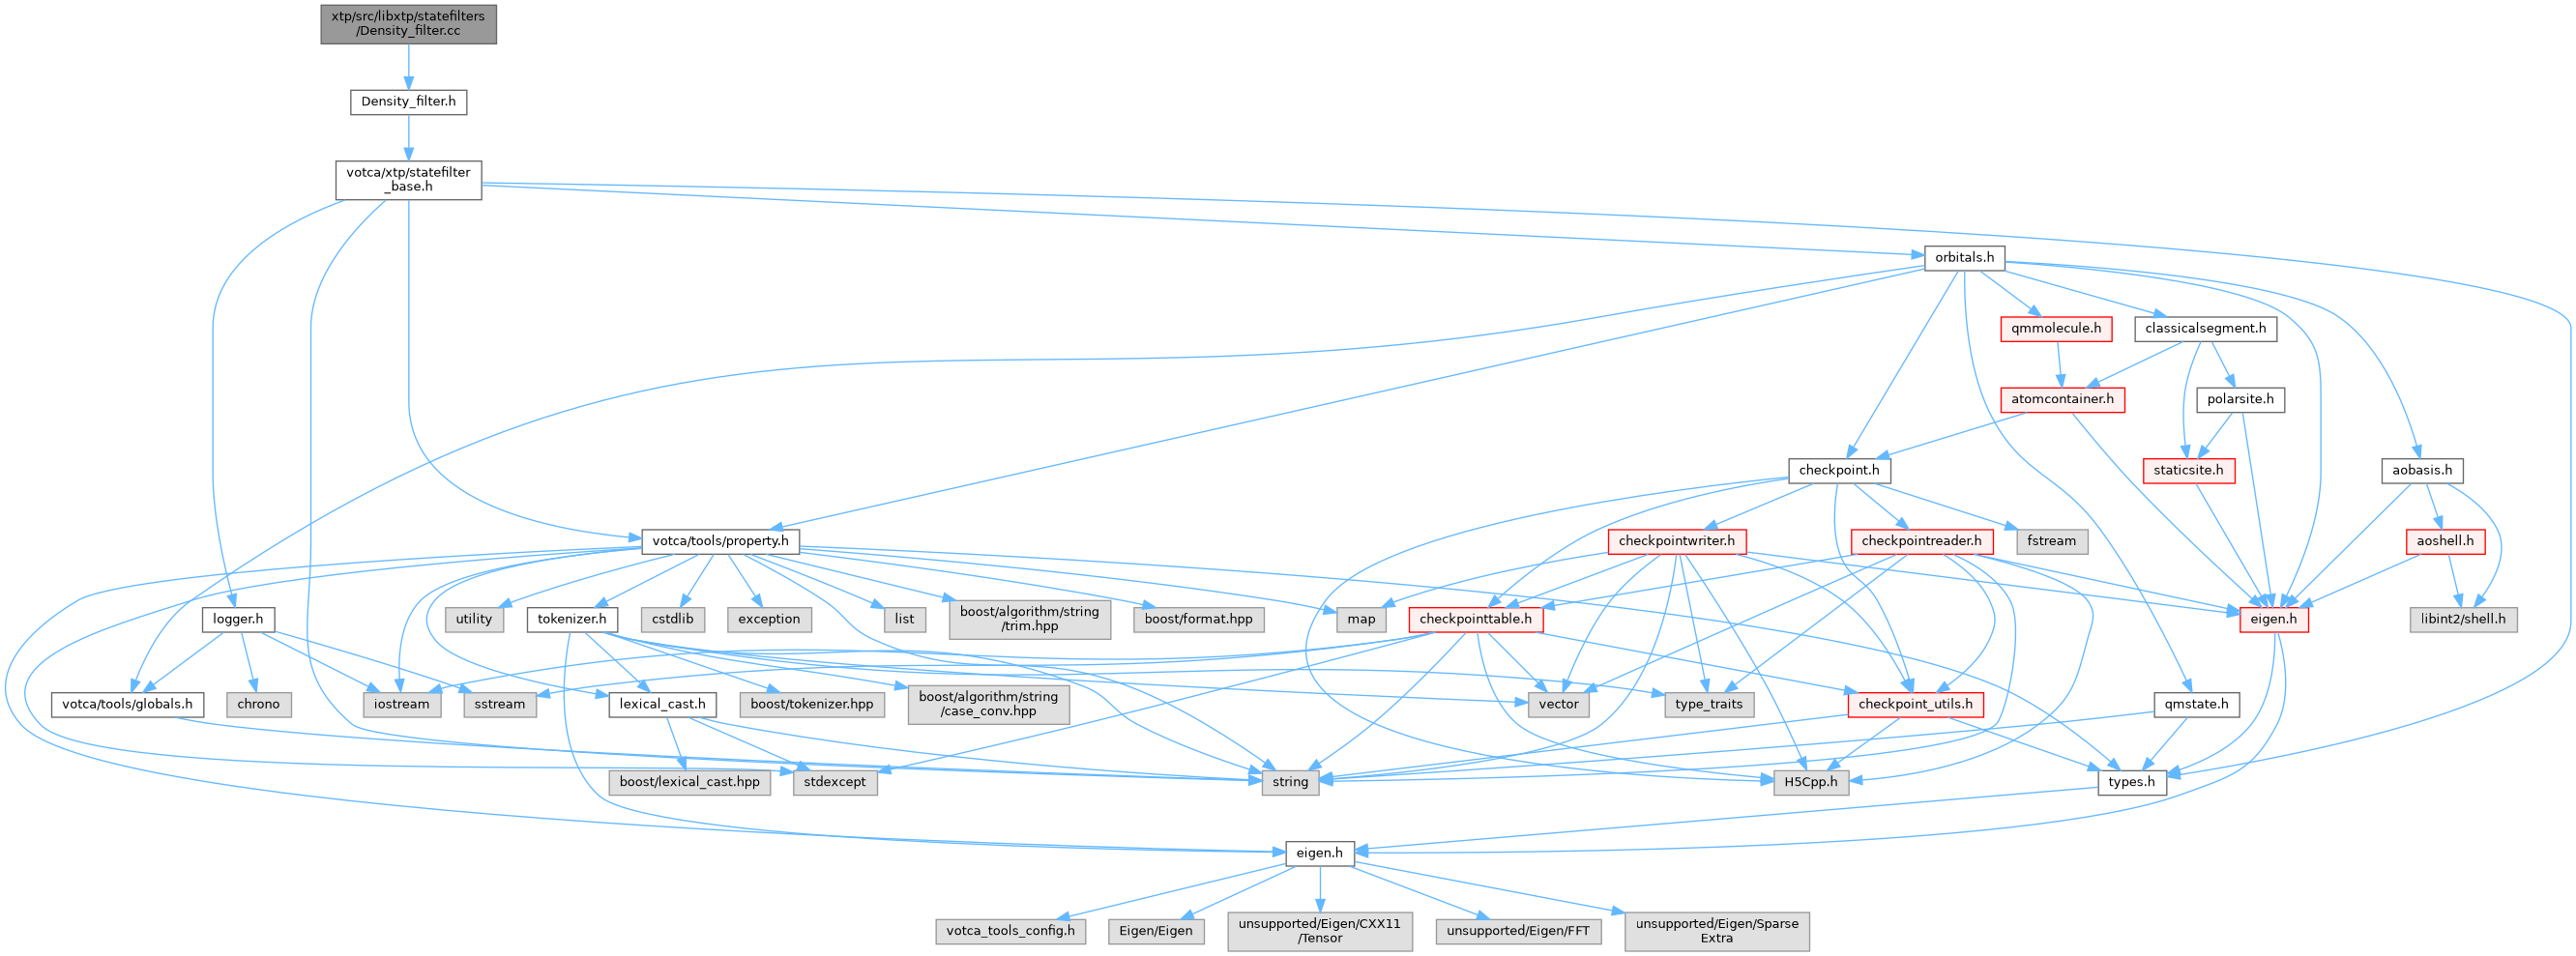 xtp/src/libxtp/statefilters
/Density_filter.cc
Density_filter.h
votca/xtp/statefilter
_base.h
orbitals.h
qmmolecule.h
classicalsegment.h
atomcontainer.h
polarsite.h
checkpoint.h
staticsite.h
aobasis.h
votca/tools/property.h
checkpointwriter.h
checkpointreader.h
fstream
aoshell.h
logger.h
utility
tokenizer.h
cstdlib
exception
list
boost/algorithm/string
/trim.hpp
boost/format.hpp
map
checkpointtable.h
eigen.h
libint2/shell.h
votca/tools/globals.h
chrono
iostream
sstream
lexical_cast.h
boost/tokenizer.hpp
boost/algorithm/string
/case_conv.hpp
vector
type_traits
checkpoint_utils.h
qmstate.h
boost/lexical_cast.hpp
stdexcept
string
H5Cpp.h
types.h
eigen.h
votca_tools_config.h
Eigen/Eigen
unsupported/Eigen/CXX11
/Tensor
unsupported/Eigen/FFT
unsupported/Eigen/Sparse
Extra